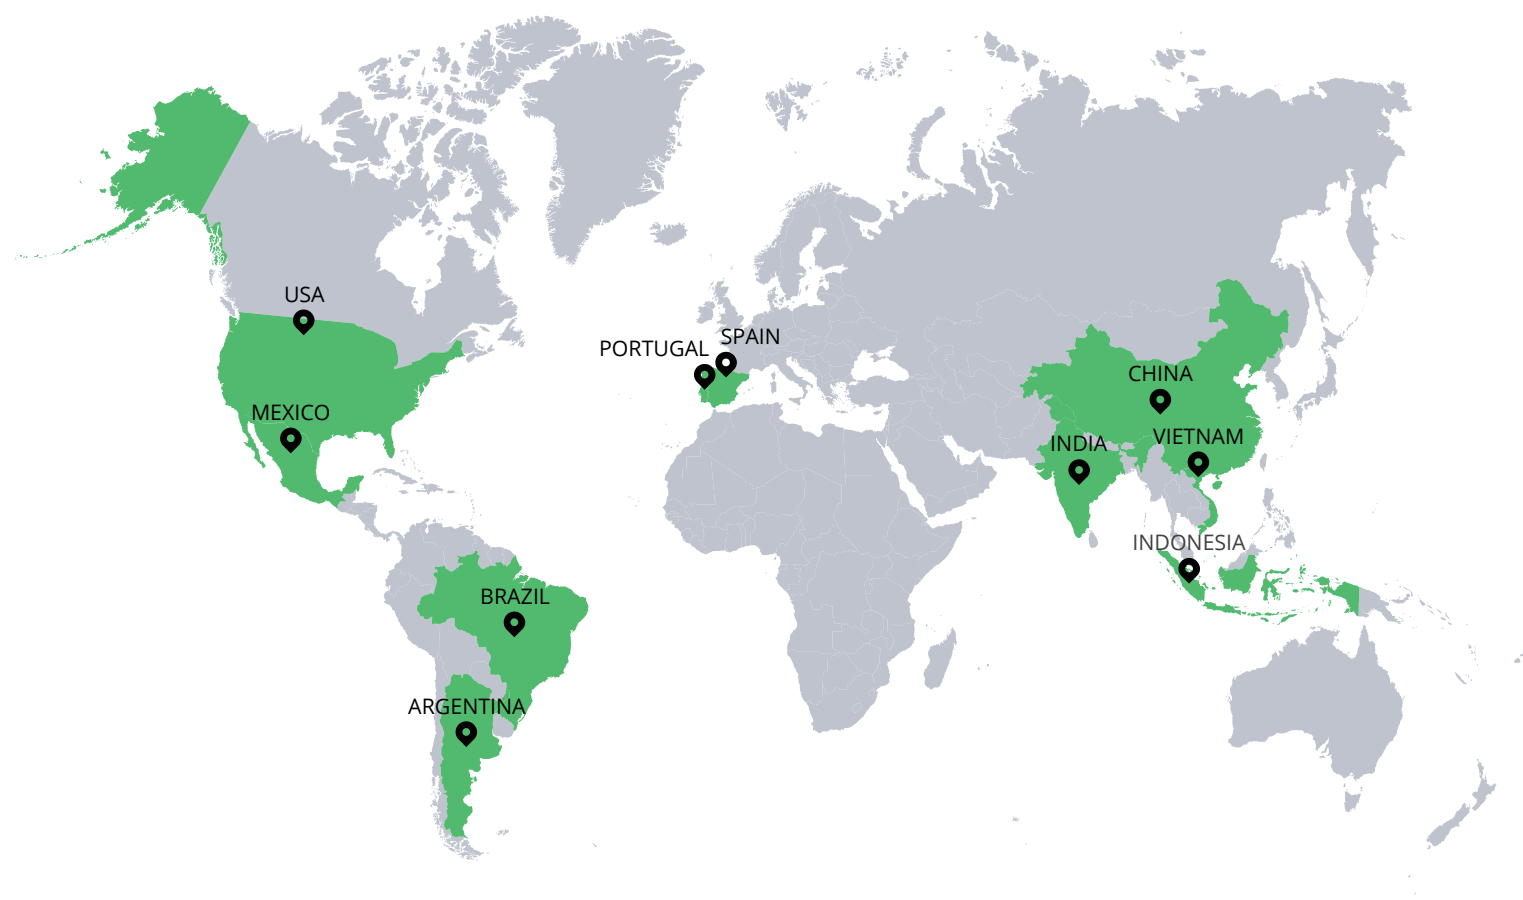 USA
PORTUGAL
SPAIN
CHINA
MEXICO
INDIA
VIETNAM
INDONESIA
BRAZIL
ARGENTINA